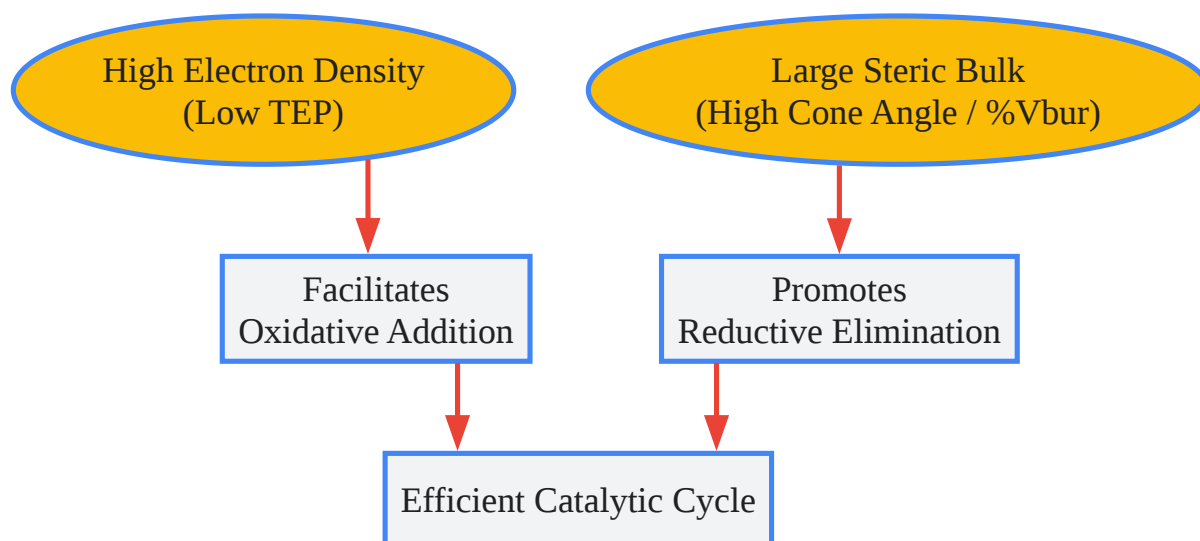 High Electron Density
(Low TEP)
Large Steric Bulk
(High Cone Angle / %Vbur)
Facilitates
Oxidative Addition
Promotes
Reductive Elimination
Efficient Catalytic Cycle